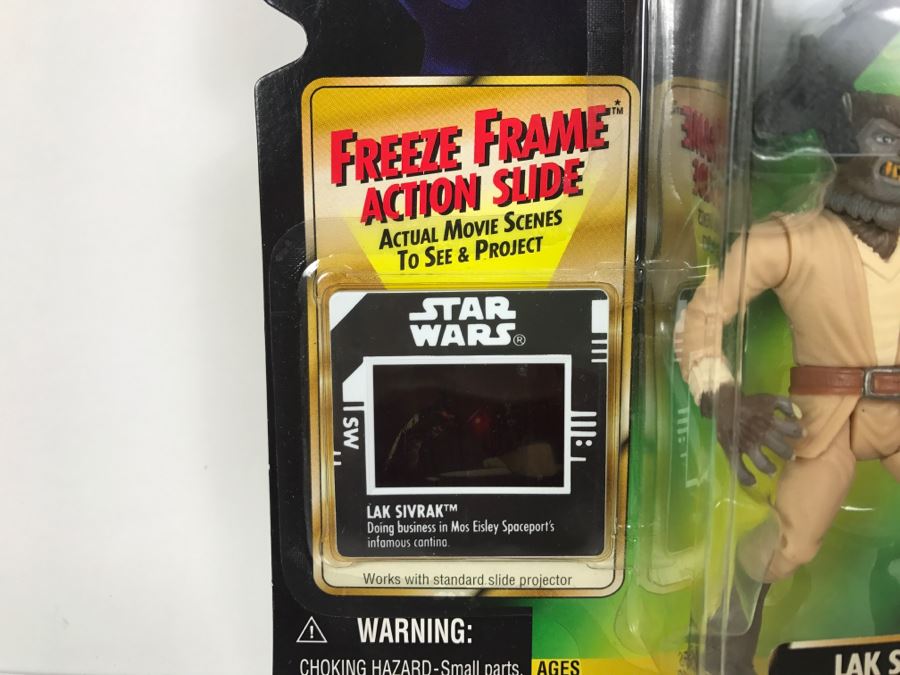 FREEZE FRAME™
ACTION SLIDE
ACTUAL MOVIE SCENES
TO SEE & PROJECT
STAR
WARS®
SW
LAK SIVRAK™
Doing business in Mos Eisley Spaceport's
infamous cantina.
Works with standard slide projector
WARNING:
CHOKING HAZARD-Small parts. AGES
LAK S